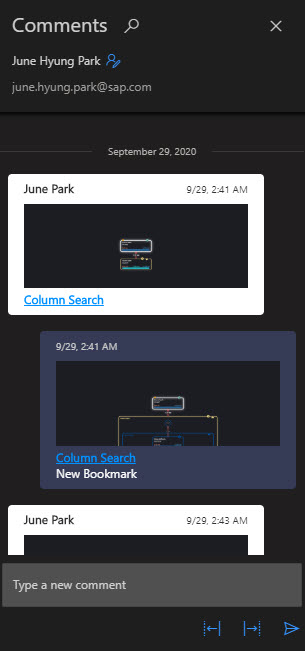 Comments
June Hyung Park
june.hyung.park@sap.com
September 29, 2020
June Park 9/29, 2:41 AM
Column Search
9/29, 2:41 AM
Column Search
New Bookmark
June Park 9/29, 2:43 AM
Type a new comment